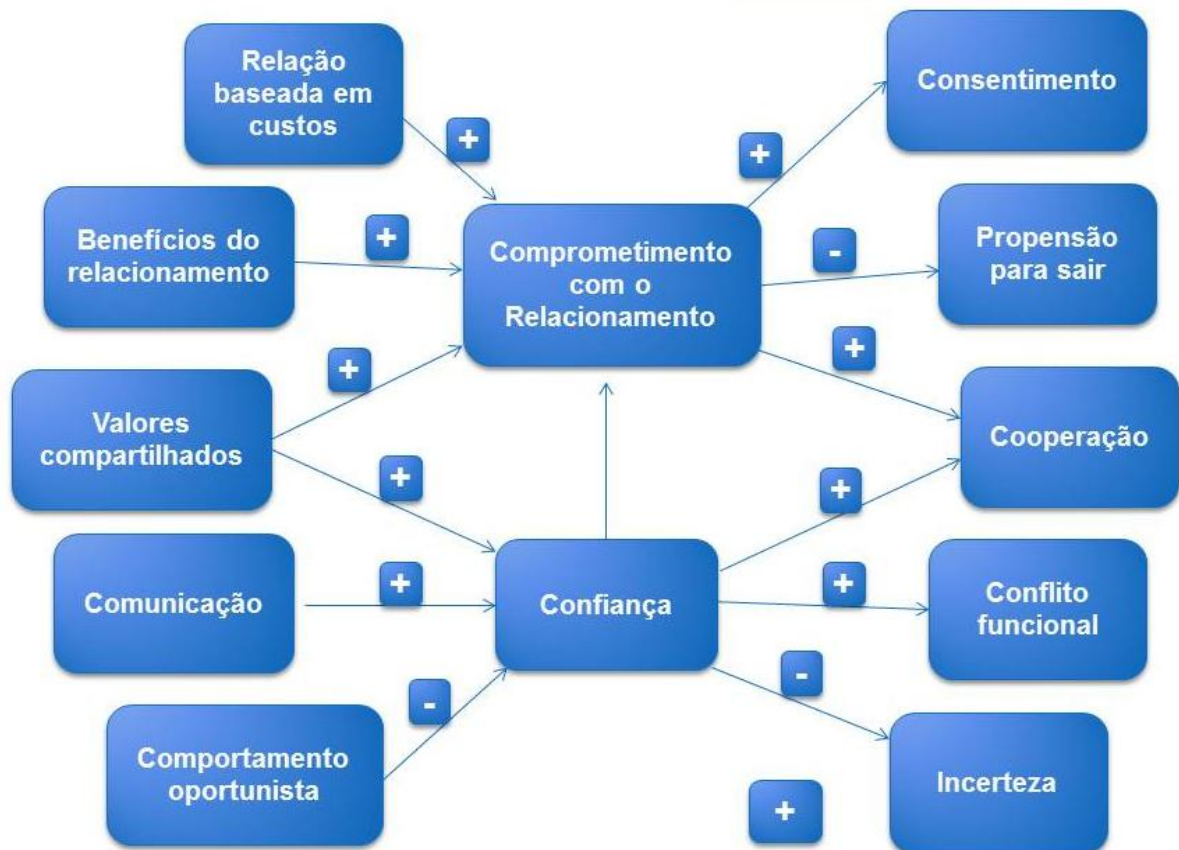 Relação
baseada em
custos
+
+
Consentimento
Benefícios do
relacionamento
+
Comprometimento
com o
Relacionamento
-
Propensão
para sair
Valores
compartilhados
+
+
+
+
Cooperação
Comunicação
+
Confiança
+
Conflito
funcional
Comportamento
oportunista
-
-
Incerteza
+